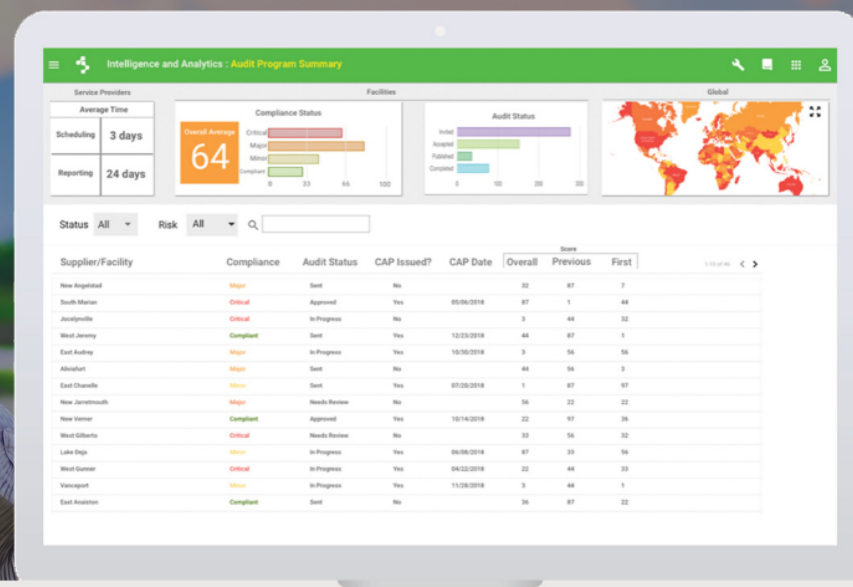 Intelligence and Analytics : Audit Program Summary
Service Providers
Facilities
Global
Average Time
Scheduling 3 days
Reporting 24 days
Overall Average
64
Compliance Status
Critical
Major
Minor
Compliant
0 33 66 100
Audit Status
Invited
Accepted
Published
Completed
0 100 200 300
Status All Risk All
Score
Supplier/Facility Compliance Audit Status CAP Issued? CAP Date Overall Previous First
New Angelstad Major Sent No 32 87 7
South Marian Critical Approved Yes 05/06/2018 87 1 44
Jocelynville Critical In Progress No 3 44 32
West Jeremy Compliant Sent Yes 12/23/2018 44 87 1
East Audrey Major In Progress Yes 10/30/2018 3 56 56
Aliviafurt Major Sent No 44 56 3
East Chanelle Minor Sent Yes 07/20/2018 1 87 97
New Jarretmouth Major Needs Review No 56 22 22
New Verner Compliant Approved Yes 10/14/2018 22 97 36
West Gilberto Critical Needs Review No 33 56 32
Lake Deja Minor In Progress Yes 06/08/2018 87 33 56
West Gunner Critical In Progress Yes 04/22/2018 22 44 33
Vanceport Minor In Progress Yes 11/28/2018 3 44 1
East Anaiston Compliant Sent No 36 87 22